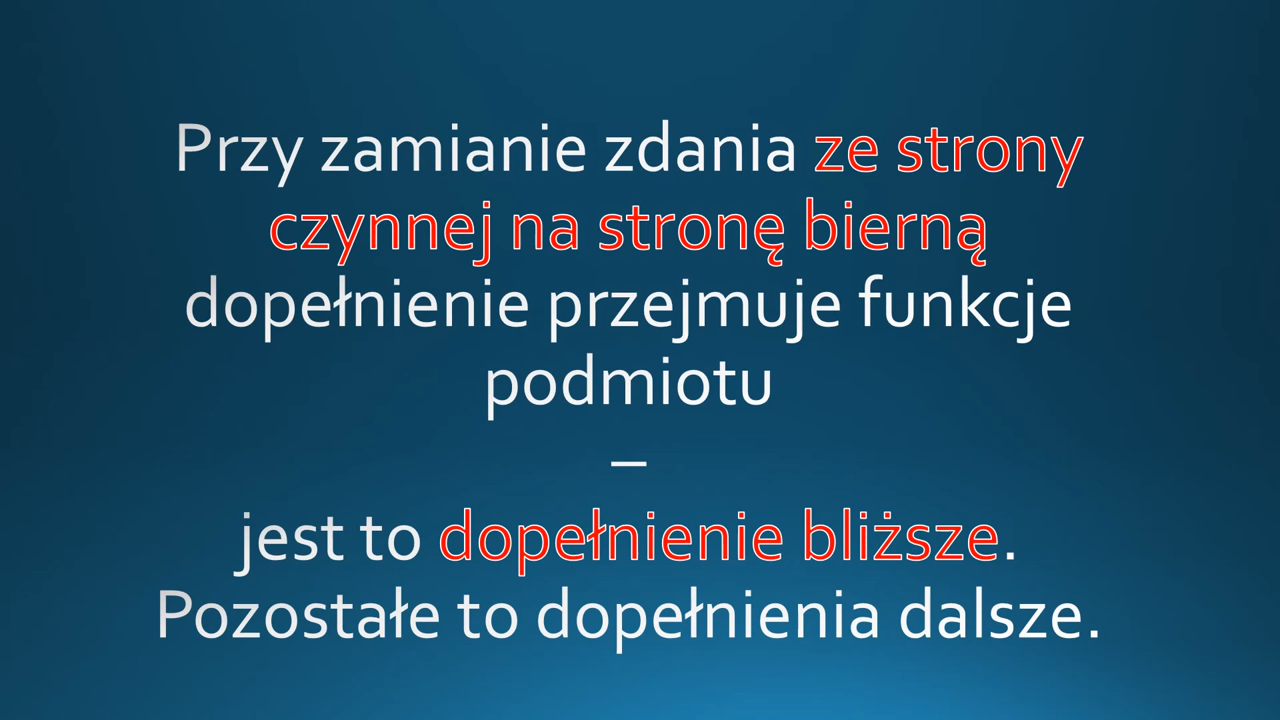 Przy zamianie zdania ze strony
czynnej na stronę bierną
dopełnienie przejmuje funkcje
podmiotu
–
jest to dopełnienie bliższe.
Pozostałe to dopełnienia dalsze.